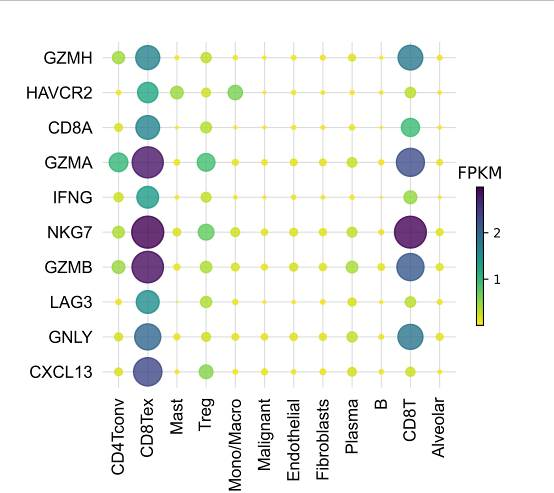 GZMH
HAVCR2
CD8A
GZMA
IFNG
NKG7
GZMB
LAG3
GNLY
CXCL13
FPKM
2
1
CD4Tconv
CD8Tex
Mast
Treg
Mono/Macro
Malignant
Endothelial
Fibroblasts
Plasma
B
CD8T
Alveolar